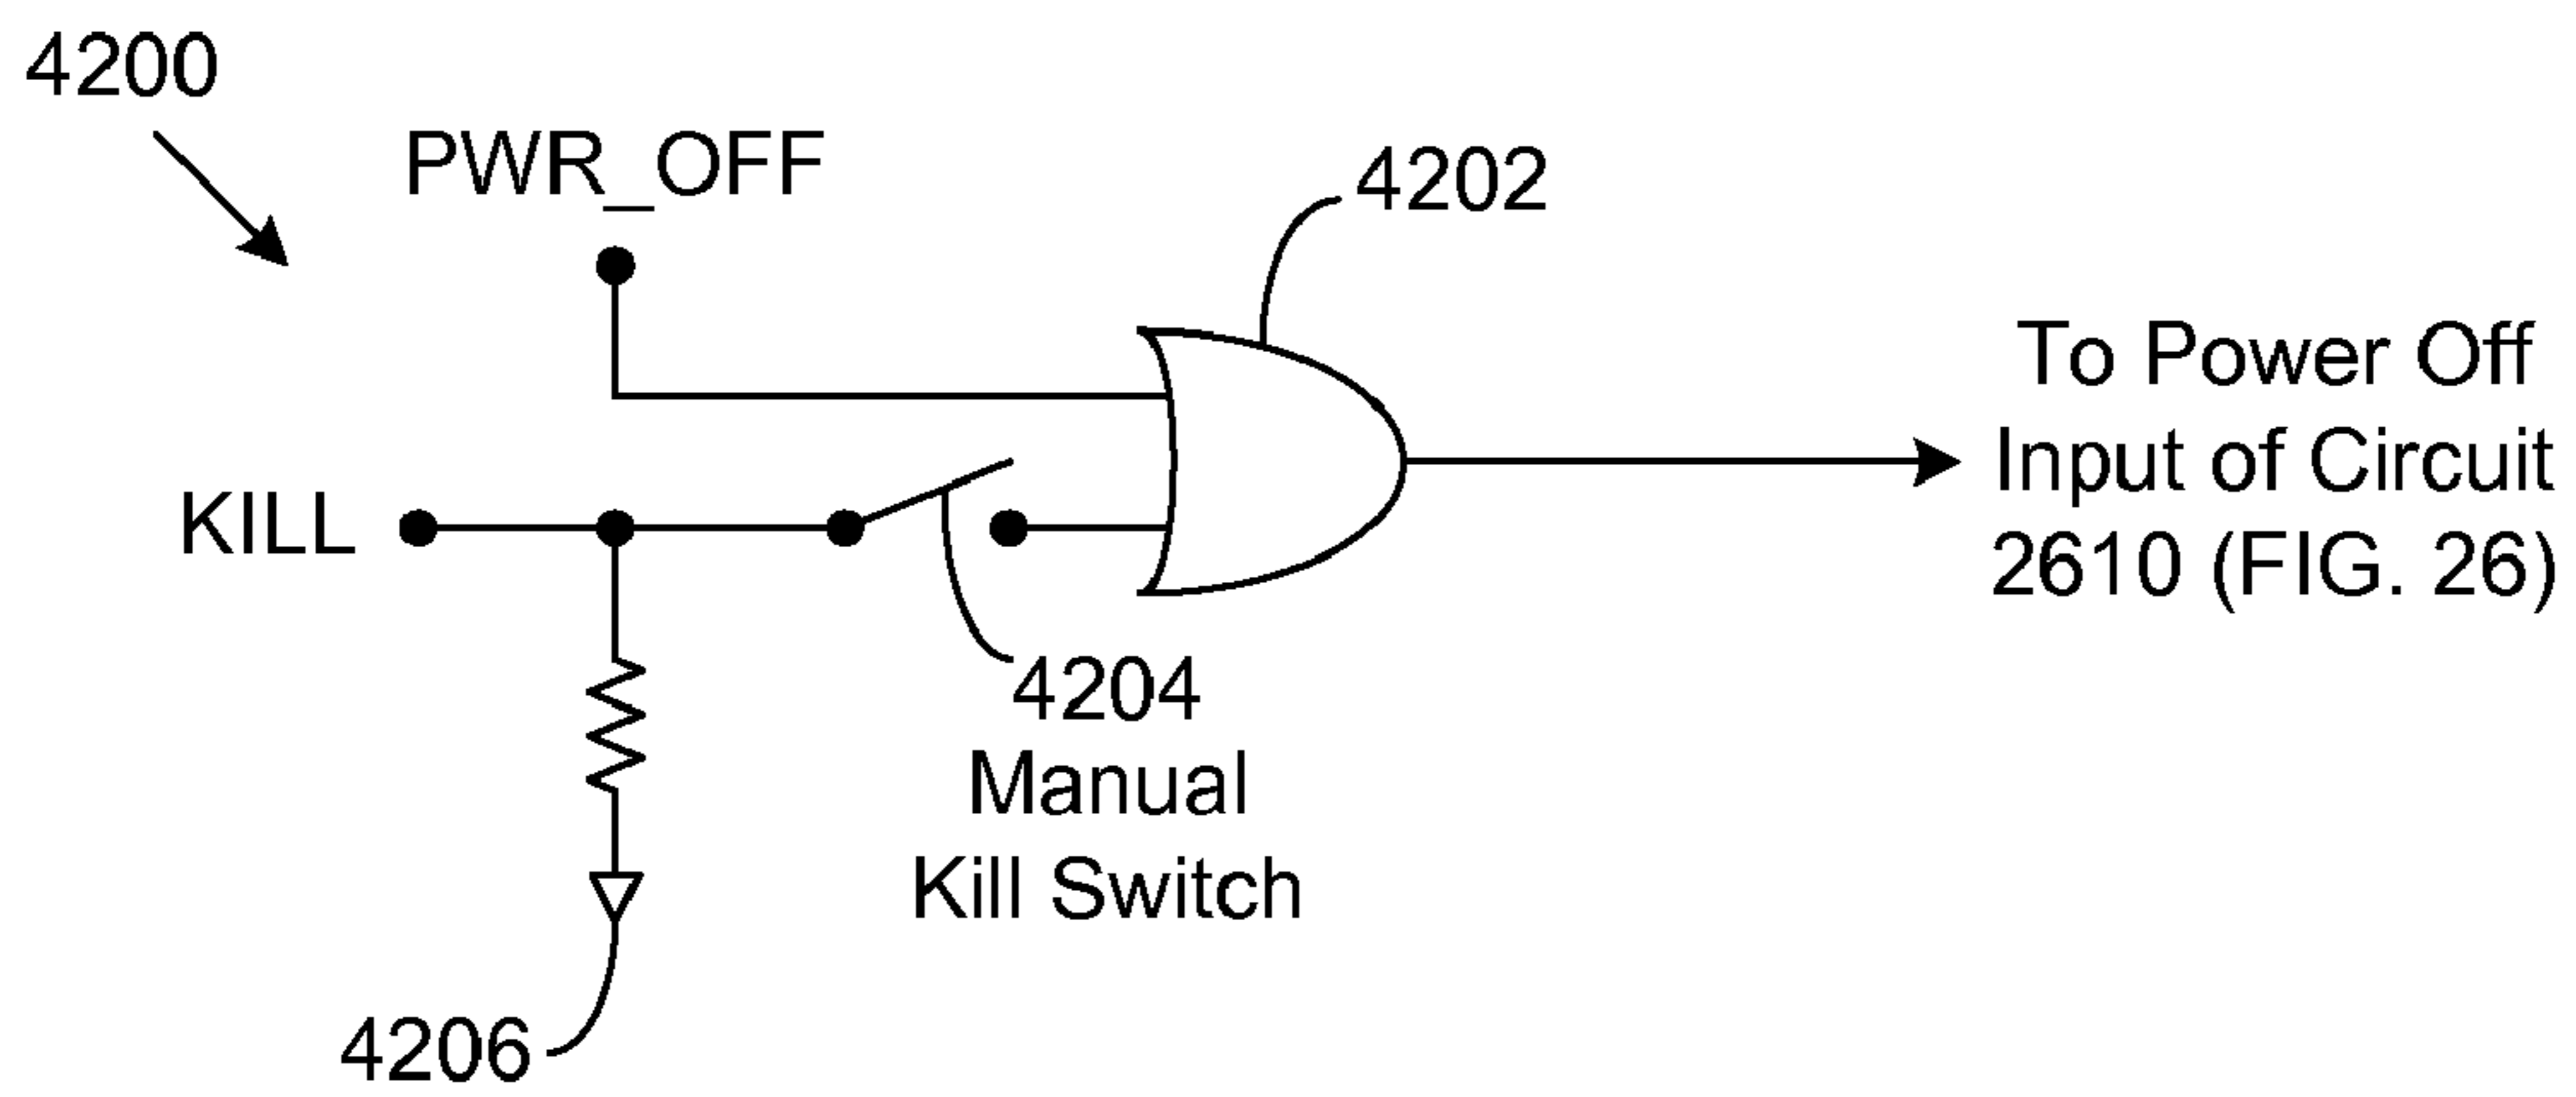 4200
PWR_OFF
4202
To Power Off
Input of Circuit
2610 (FIG. 26)
KILL
4204
Manual
Kill Switch
4206